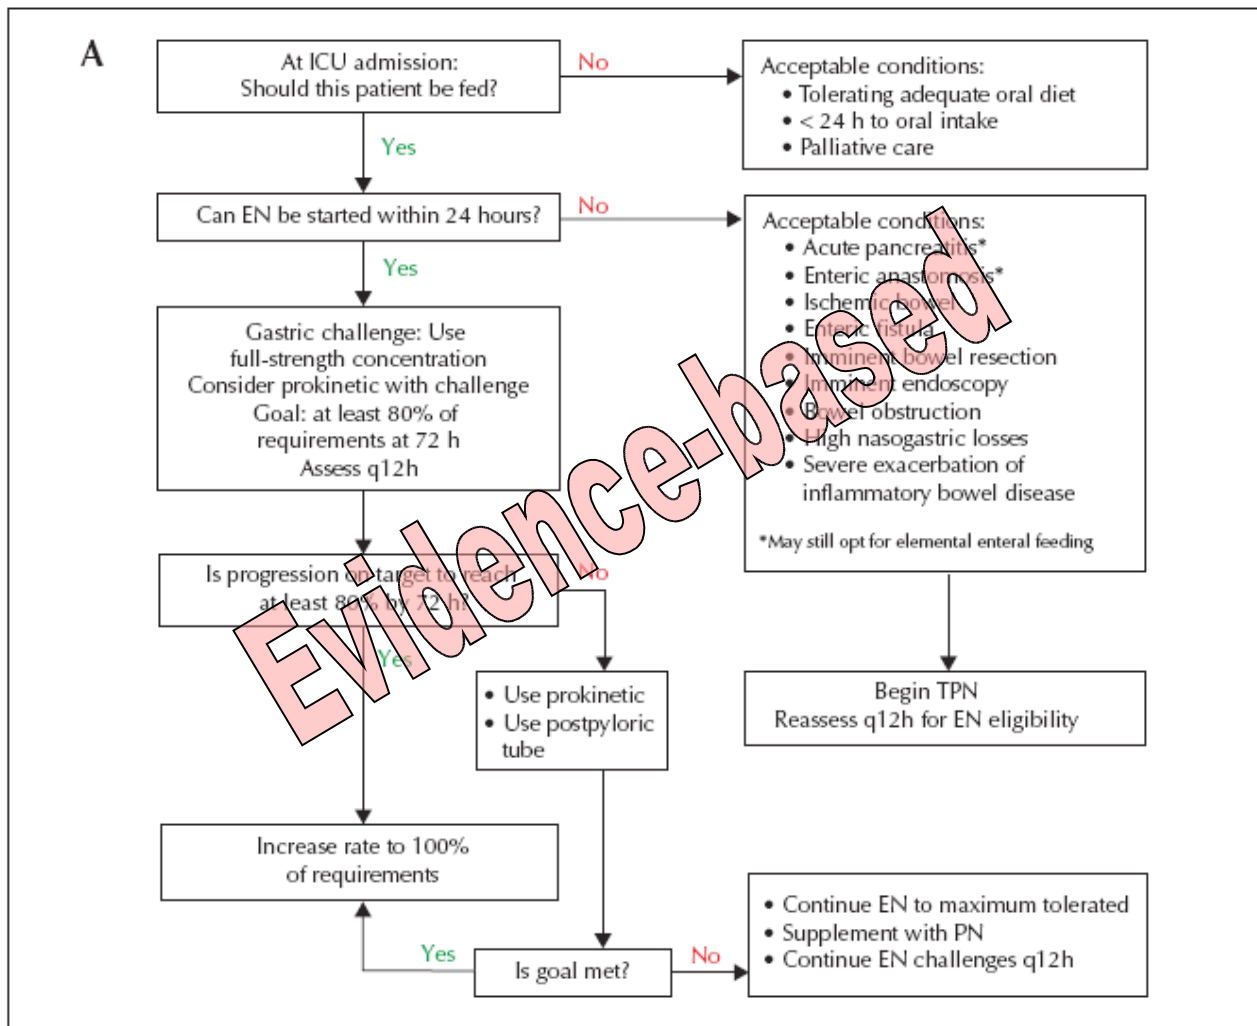 A
At ICU admission:
Should this patient be fed?
No
Acceptable conditions:
• Tolerating adequate oral diet
• < 24 h to oral intake
• Palliative care
Yes
Can EN be started within 24 hours?
No
Acceptable conditions:
• Acute pancreatitis*
• Enteric anastomosis*
• Ischemic bowel
• Enteric fistula
• Imminent bowel resection
• Imminent endoscopy
• Bowel obstruction
• High nasogastric losses
• Severe exacerbation of
inflammatory bowel disease
*May still opt for elemental enteral feeding
Yes
Gastric challenge: Use
full-strength concentration
Consider prokinetic with challenge
Goal: at least 80% of
requirements at 72 h
Assess q12h
Is progression on target to reach
at least 80% by 72 h?
No
Yes
• Use prokinetic
• Use postpyloric
tube
Begin TPN
Reassess q12h for EN eligibility
Increase rate to 100%
of requirements
Yes
Is goal met?
No
• Continue EN to maximum tolerated
• Supplement with PN
• Continue EN challenges q12h
Evidence-based